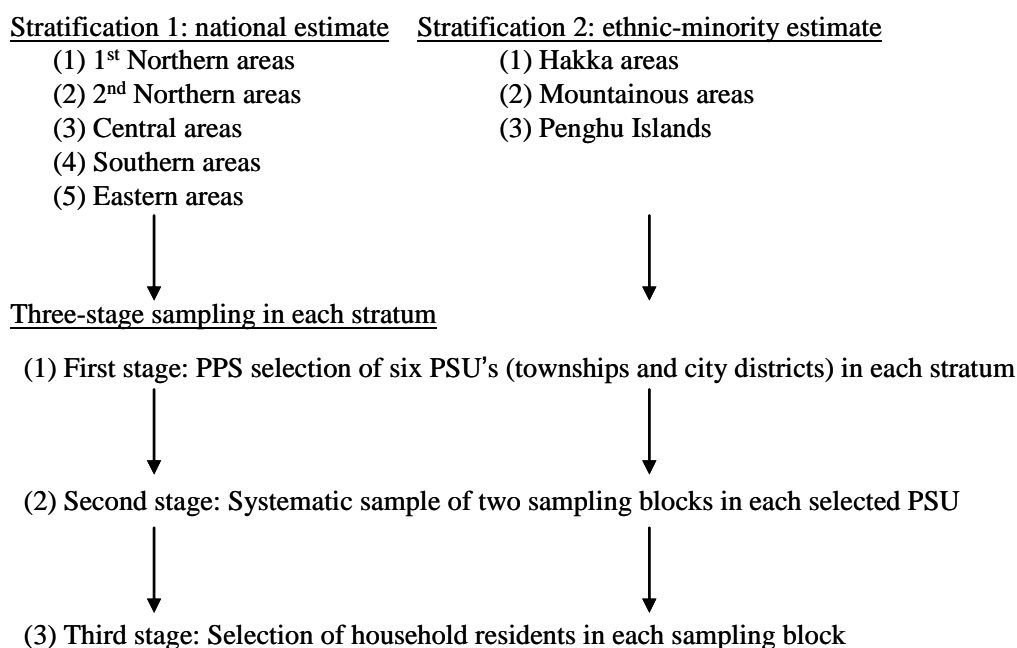 Stratification 1: national estimate
(1) 1st Northern areas
(2) 2nd Northern areas
(3) Central areas
(4) Southern areas
(5) Eastern areas
Stratification 2: ethnic-minority estimate
(1) Hakka areas
(2) Mountainous areas
(3) Penghu Islands
Three-stage sampling in each stratum
(1) First stage: PPS selection of six PSU's (townships and city districts) in each stratum
(2) Second stage: Systematic sample of two sampling blocks in each selected PSU
(3) Third stage: Selection of household residents in each sampling block